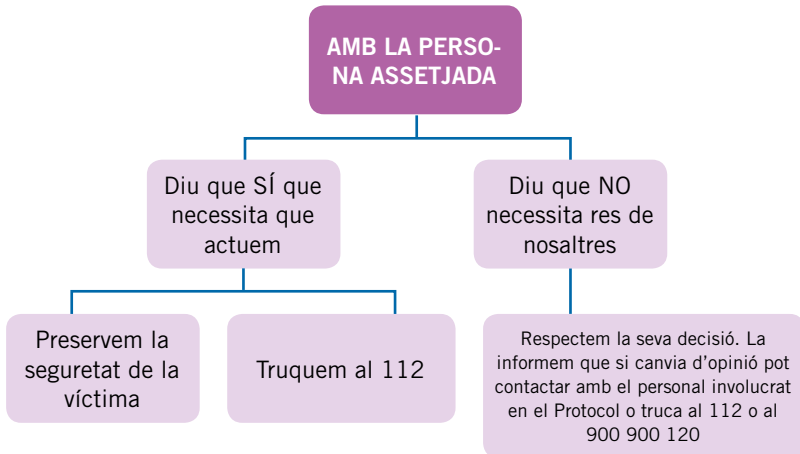 AMB LA PERSO-
NA ASSETJADA
Diu que SÍ que
necessita que
actuem
Diu que NO
necessita res de
nosaltres
Preservem la
seguretat de la
víctima
Truquem al 112
Respectem la seva decisió. La
informem que si canvia d’opinió pot
contactar amb el personal involucrat
en el Protocol o truca al 112 o al
900 900 120